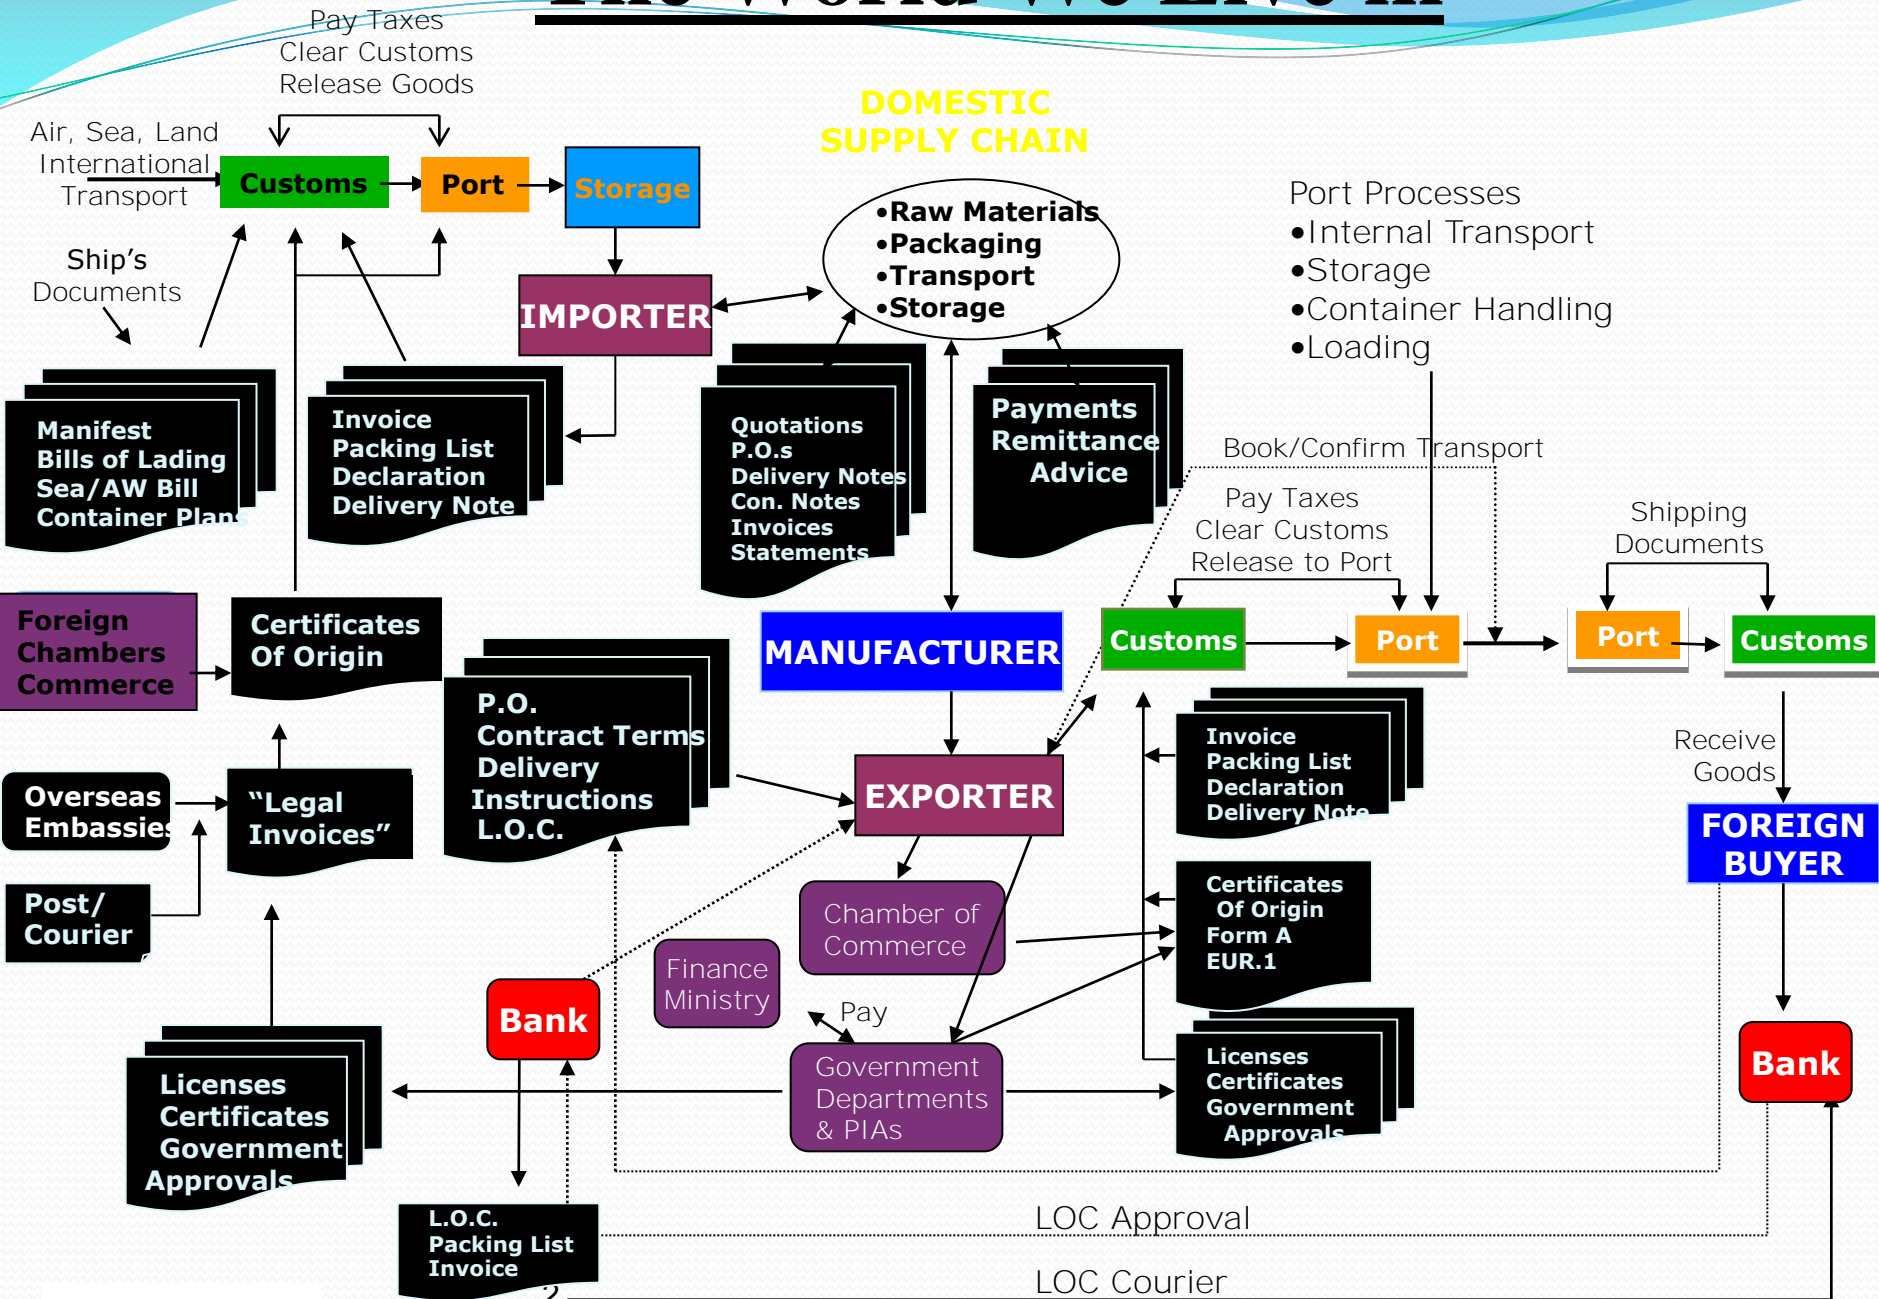 The World We Live in
Pay Taxes
Clear Customs
Release Goods
Air, Sea, Land
International
Transport
Customs
Port
Storage
DOMESTIC
SUPPLY CHAIN
•Raw Materials
•Packaging
•Transport
•Storage
Port Processes
•Internal Transport
•Storage
•Container Handling
•Loading
Ship's
Documents
IMPORTER
Manifest
Bills of Lading
Sea/AW Bill
Container Plans
Invoice
Packing List
Declaration
Delivery Note
Quotations
P.O.s
Delivery Notes
Con. Notes
Invoices
Statements
Payments
Remittance
Advice
Book/Confirm Transport
Pay Taxes
Clear Customs
Release to Port
Shipping
Documents
Foreign
Chambers
Commerce
Certificates
Of Origin
P.O.
Contract Terms
Delivery
Instructions
L.O.C.
MANUFACTURER
Customs
Port
Port
Customs
Overseas
Embassies
"Legal
Invoices"
Post/
Courier
EXPORTER
Invoice
Packing List
Declaration
Delivery Note
Receive
Goods
FOREIGN
BUYER
Chamber of
Commerce
Certificates
Of Origin
Form A
EUR.1
Finance
Ministry
Pay
Bank
Government
Departments
& PIAs
Licenses
Certificates
Government
Approvals
Licenses
Certificates
Government
Approvals
Bank
L.O.C.
Packing List
Invoice
LOC Approval
LOC Courier
2